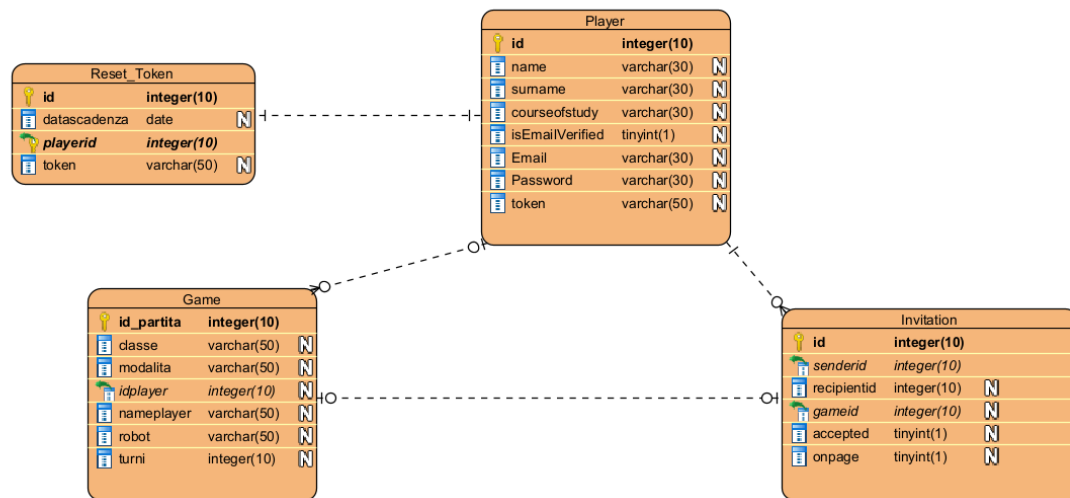 Player
id integer(10)
name varchar(30) N
surname varchar(30) N
courseofstudy varchar(30) N
isEmailVerified tinyint(1) N
Email varchar(30) N
Password varchar(30) N
token varchar(50) N
Reset_Token
id integer(10)
datascadenza date N
playerid integer(10)
token varchar(50) N
Game
id_partita integer(10)
classe varchar(50) N
modalita varchar(50) N
idplayer integer(10) N
nameplayer varchar(50) N
robot varchar(50) N
turni integer(10) N
Invitation
id integer(10)
senderid integer(10)
recipientid integer(10) N
gameid integer(10) N
accepted tinyint(1) N
onpage tinyint(1) N